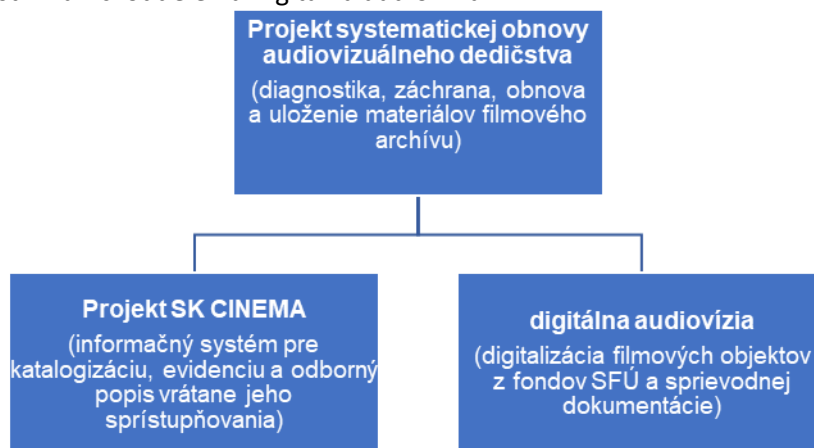 Projekt systematickej obnovy
audiovizuálneho dedičstva
(diagnostika, záchrana, obnova
a uloženie materiálov filmového
archívu)
Projekt SK CINEMA
(informačný systém pre
katalogizáciu, evidenciu a odborný
popis vrátane jeho
sprístupňovania)
digitálna audiovízia
(digitalizácia filmových objektov
z fondov SFÚ a sprievodnej
dokumentácie)